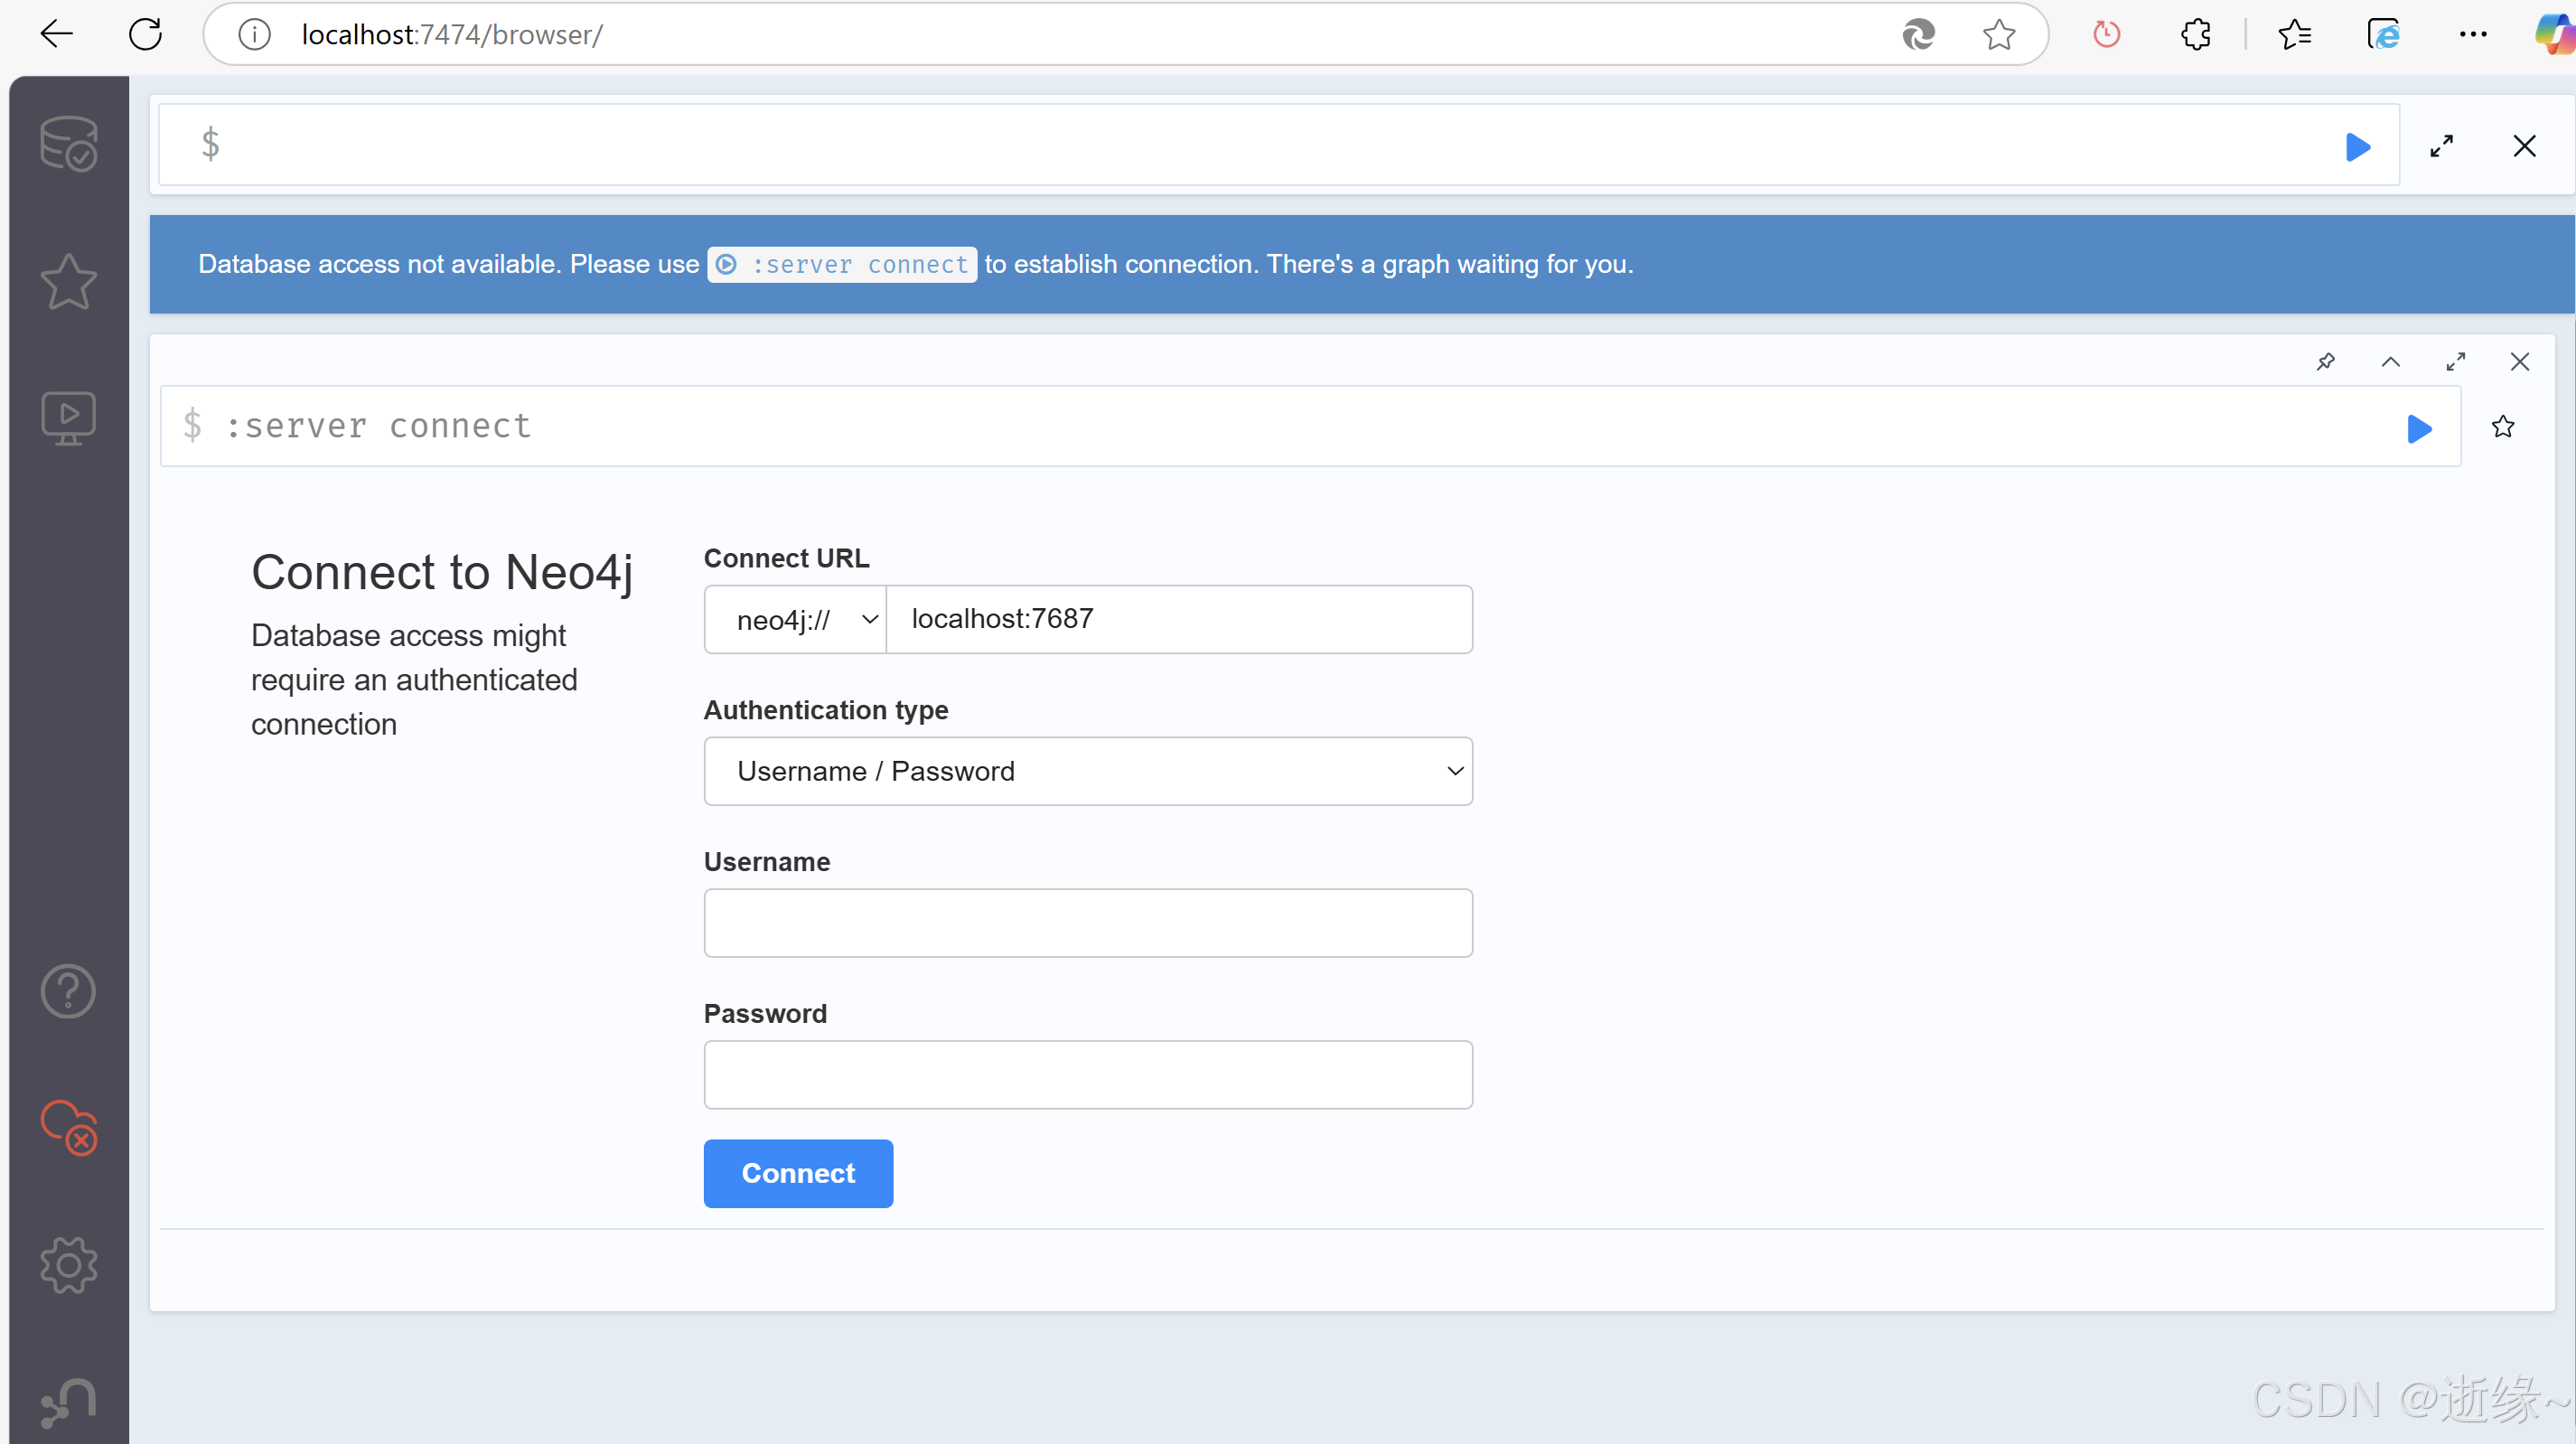 localhost:7474/browser/
$
Database access not available. Please use :server connect to establish connection. There's a graph waiting for you.
$ :server connect
Connect to Neo4j
Database access might
require an authenticated
connection
Connect URL
neo4j:// localhost:7687
Authentication type
Username / Password
Username
Password
Connect
CSDN @逝缘~